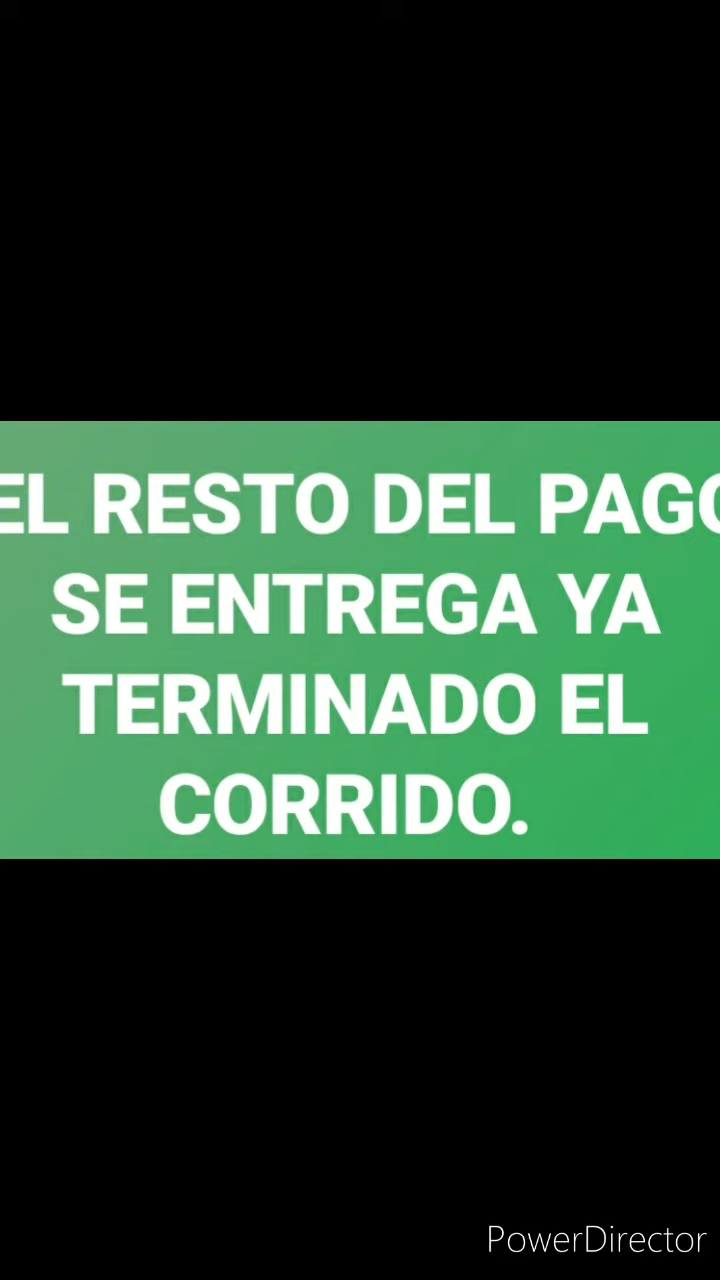 EL RESTO DEL PAGO
SE ENTREGA YA
TERMINADO EL
CORRIDO.
PowerDirector